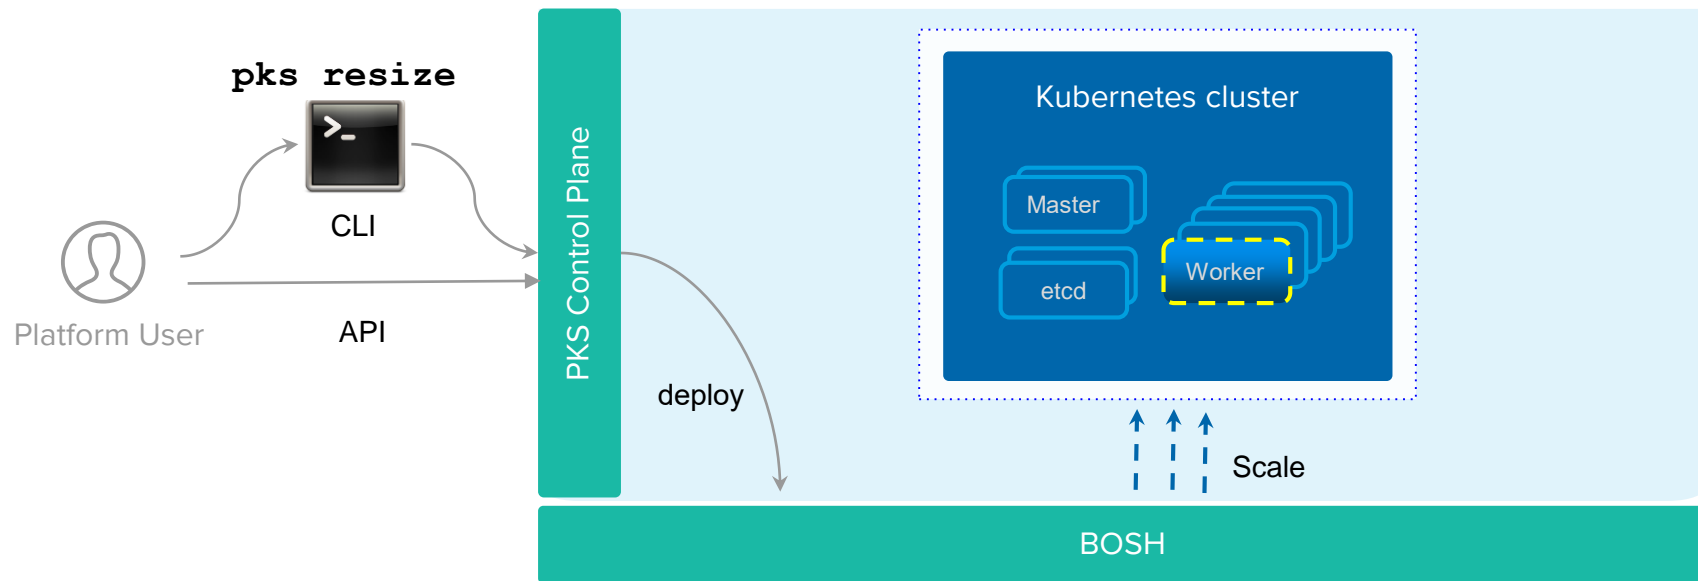 pks resize
>_
CLI
Platform User
API
PKS Control Plane
deploy
Kubernetes cluster
Master
etcd
Worker
Scale
BOSH